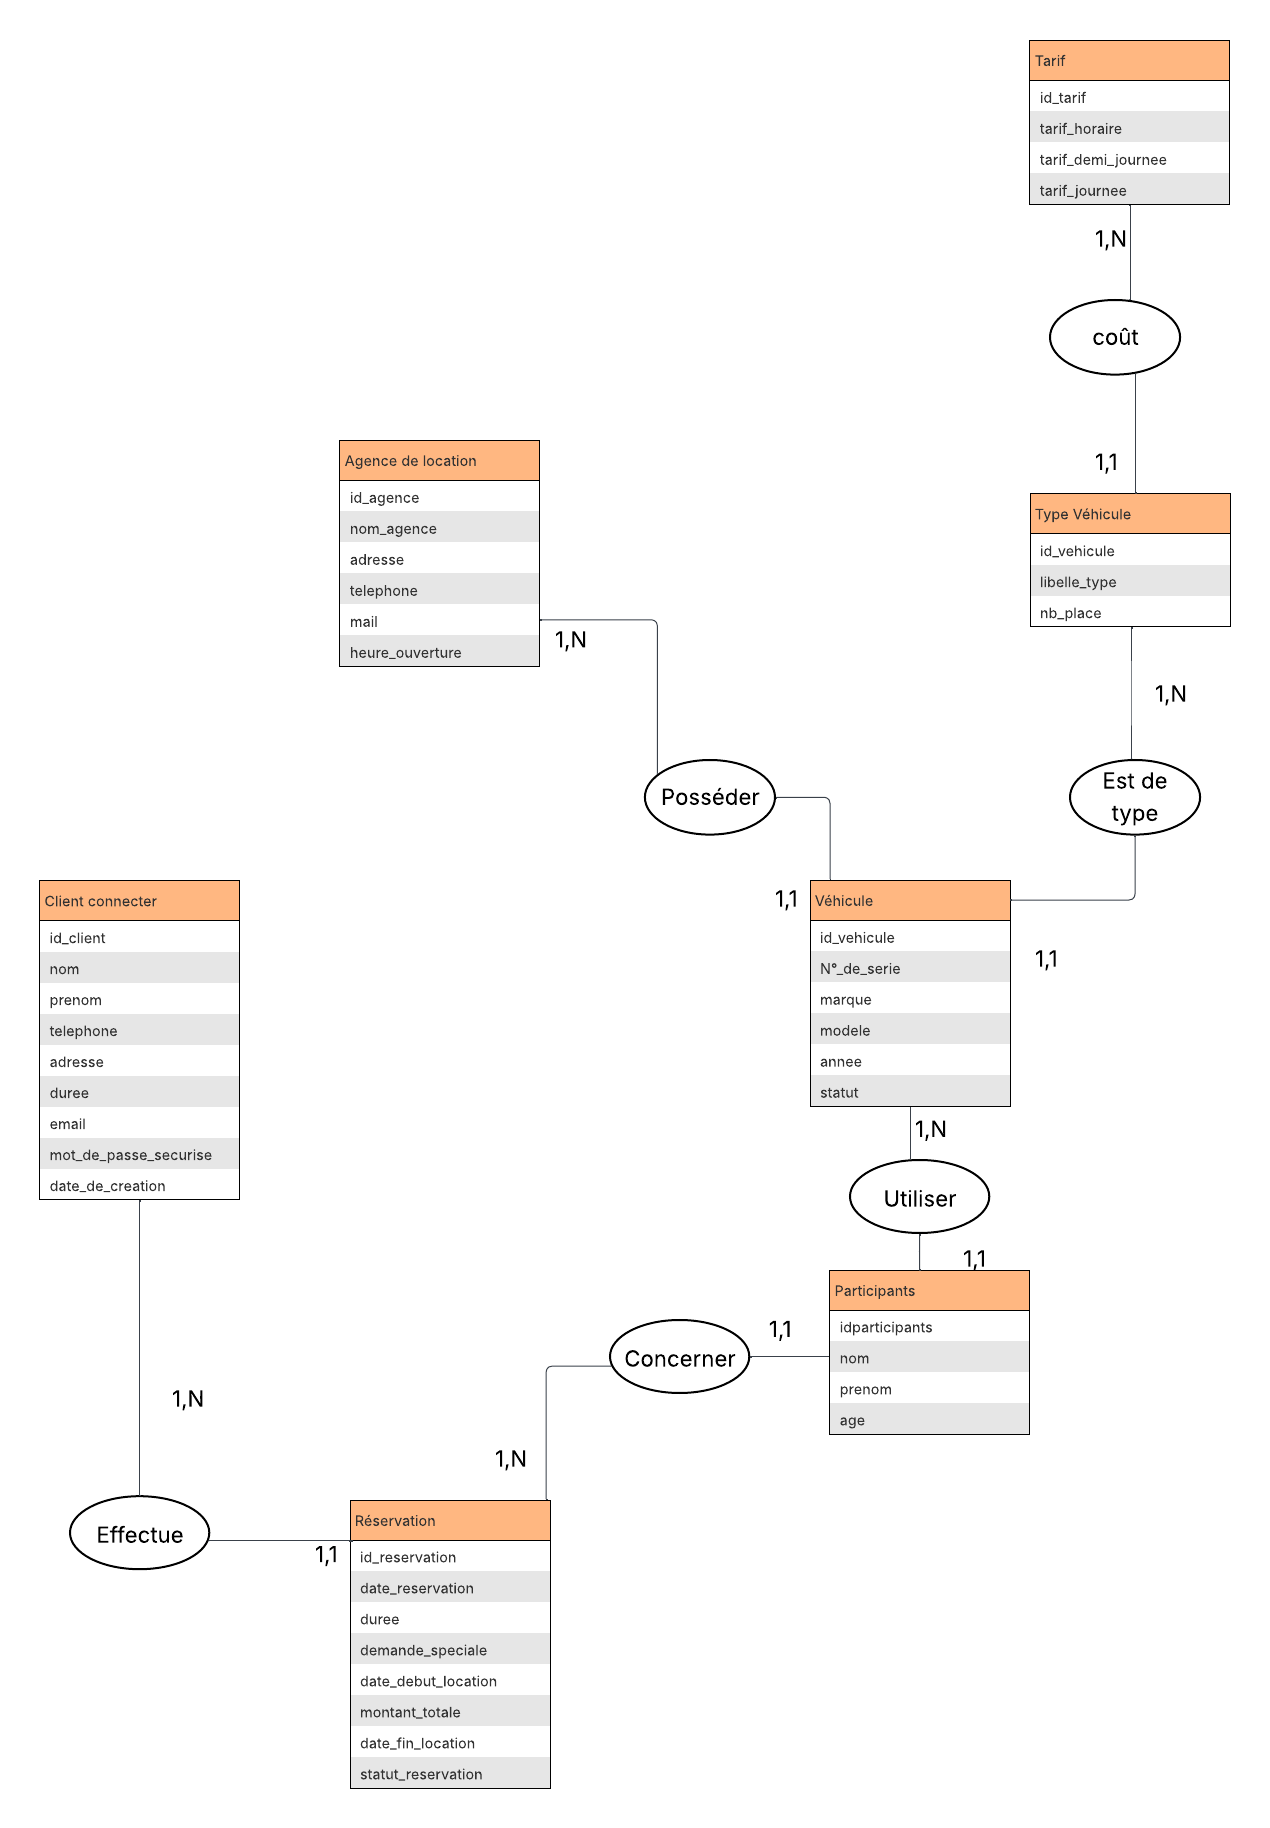 Tarif
id_tarif
tarif_horaire
tarif_demi_journee
tarif_journee
1,N
coût
1,1
Agence de location
id_agence
nom_agence
adresse
telephone
mail
heure_ouverture
1,N
Type Véhicule
id_vehicule
libelle_type
nb_place
1,N
Posséder
Est de
type
1,1
Véhicule
id_vehicule
N°_de_serie
marque
modele
annee
statut
1,1
Client connecter
id_client
nom
prenom
telephone
adresse
duree
email
mot_de_passe_securise
date_de_creation
1,N
Utiliser
1,1
Participants
idparticipants
nom
prenom
age
1,1
Concerner
1,N
1,N
Effectue
1,1
Réservation
id_reservation
date_reservation
duree
demande_speciale
date_debut_location
montant_totale
date_fin_location
statut_reservation